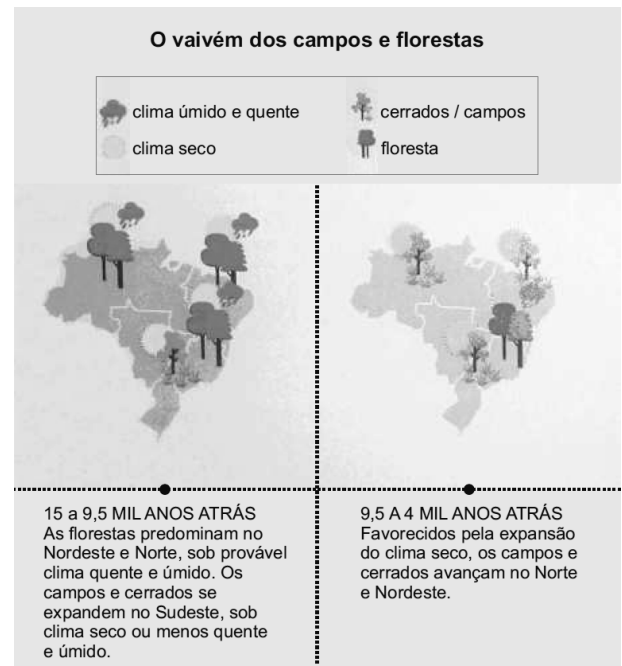 O vaivém dos campos e florestas
clima úmido e quente
cerrados / campos
clima seco
floresta
15 a 9,5 MIL ANOS ATRÁS
As florestas predominam no
Nordeste e Norte, sob provável
clima quente e úmido. Os
campos e cerrados se
expandem no Sudeste, sob
clima seco ou menos quente
e úmido.
9,5 A 4 MIL ANOS ATRÁS
Favorecidos pela expansão
do clima seco, os campos e
cerrados avançam no Norte
e Nordeste.